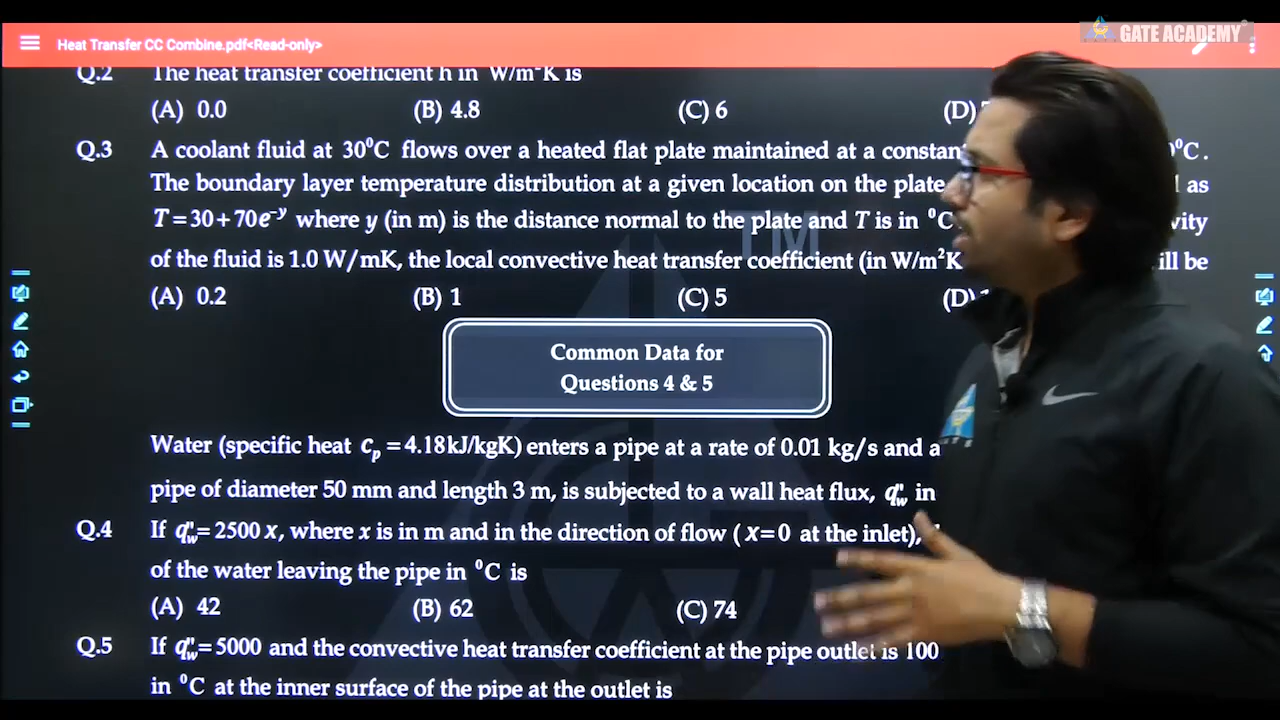 GATE ACADEMY
Heat Transfer CC Combine.pdf<Read-only>
Q.2 The heat transfer coefficient h in W/m²K is
(A) 0.0 (B) 4.8 (C) 6 (D)
Q.3 A coolant fluid at 30⁰C flows over a heated flat plate maintained at a ⁰C.
The boundary layer temperature distribution at a given location on the plate as
T = 30 + 70e⁻ʸ where y (in m) is the distance normal to the plate and T is in ⁰C
of the fluid is 1.0 W/mK, the local convective heat transfer coefficient (in W/m²K be
(A) 0.2 (B) 1 (C) 5 (D)
TM
Common Data for
Questions 4 & 5
Water (specific heat cₚ = 4.18kJ/kgK) enters a pipe at a rate of 0.01 kg/s and a
pipe of diameter 50 mm and length 3 m, is subjected to a wall heat flux, q″w in
Q.4 If q″w = 2500 x, where x is in m and in the direction of flow (x=0 at the inlet),
of the water leaving the pipe in ⁰C is
(A) 42 (B) 62 (C) 74
Q.5 If q″w = 5000 and the convective heat transfer coefficient at the pipe outlet is 100
in ⁰C at the inner surface of the pipe at the outlet is